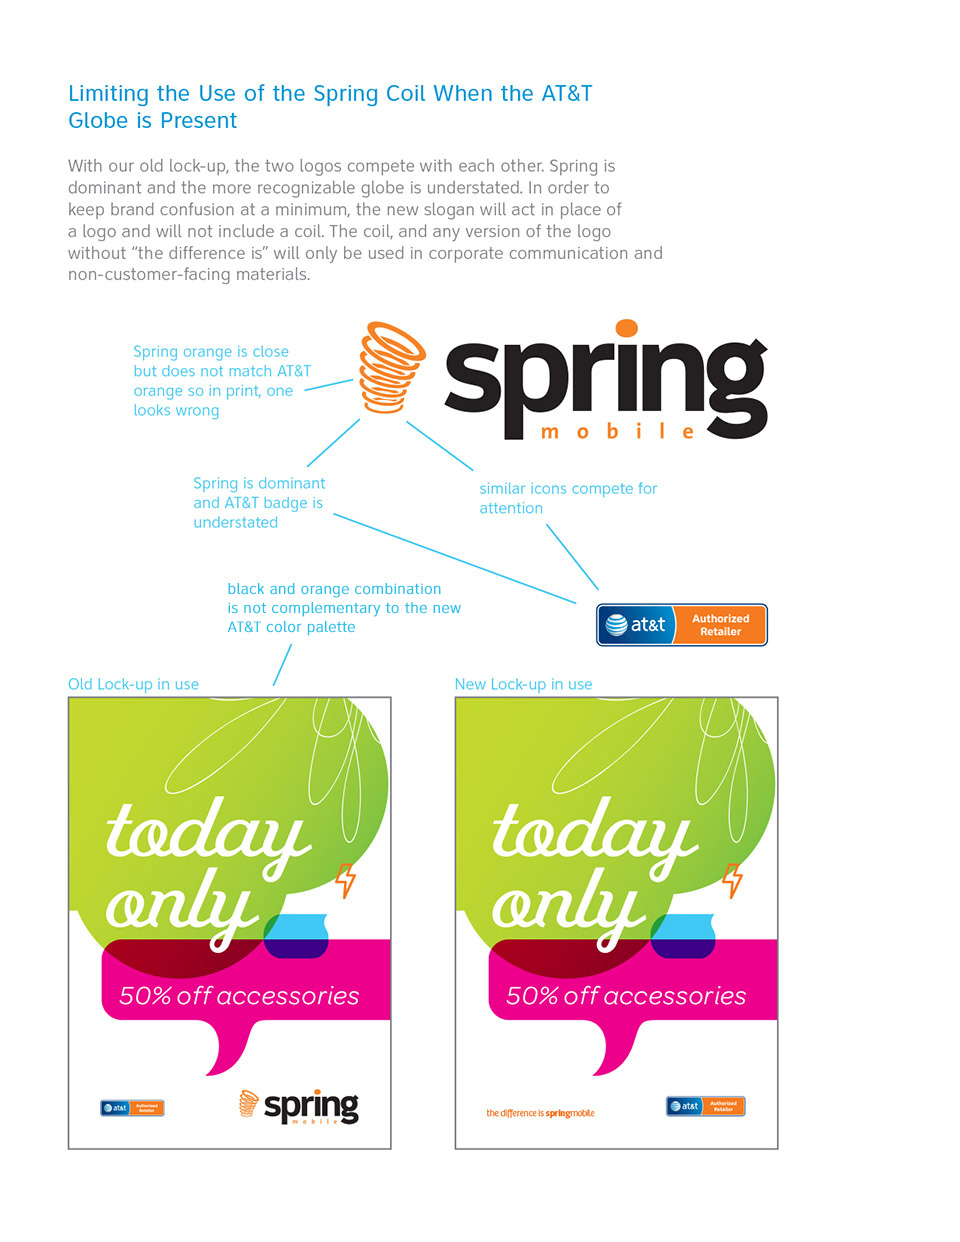 Limiting the Use of the Spring Coil When the AT&T
Globe is Present
With our old lock-up, the two logos compete with each other. Spring is
dominant and the more recognizable globe is understated. In order to
keep brand confusion at a minimum, the new slogan will act in place of
a logo and will not include a coil. The coil, and any version of the logo
without “the difference is” will only be used in corporate communication and
non-customer-facing materials.
Spring orange is close
but does not match AT&T
orange so in print, one
looks wrong
spring
mobile
Spring is dominant
and AT&T badge is
understated
similar icons compete for
attention
black and orange combination
is not complementary to the new
AT&T color palette
at&t
Authorized
Retailer
Old Lock-up in use
today
only
50% off accessories
at&t
Authorized
Retailer
spring
mobile
New Lock-up in use
today
only
50% off accessories
the difference is springmobile
at&t
Authorized
Retailer